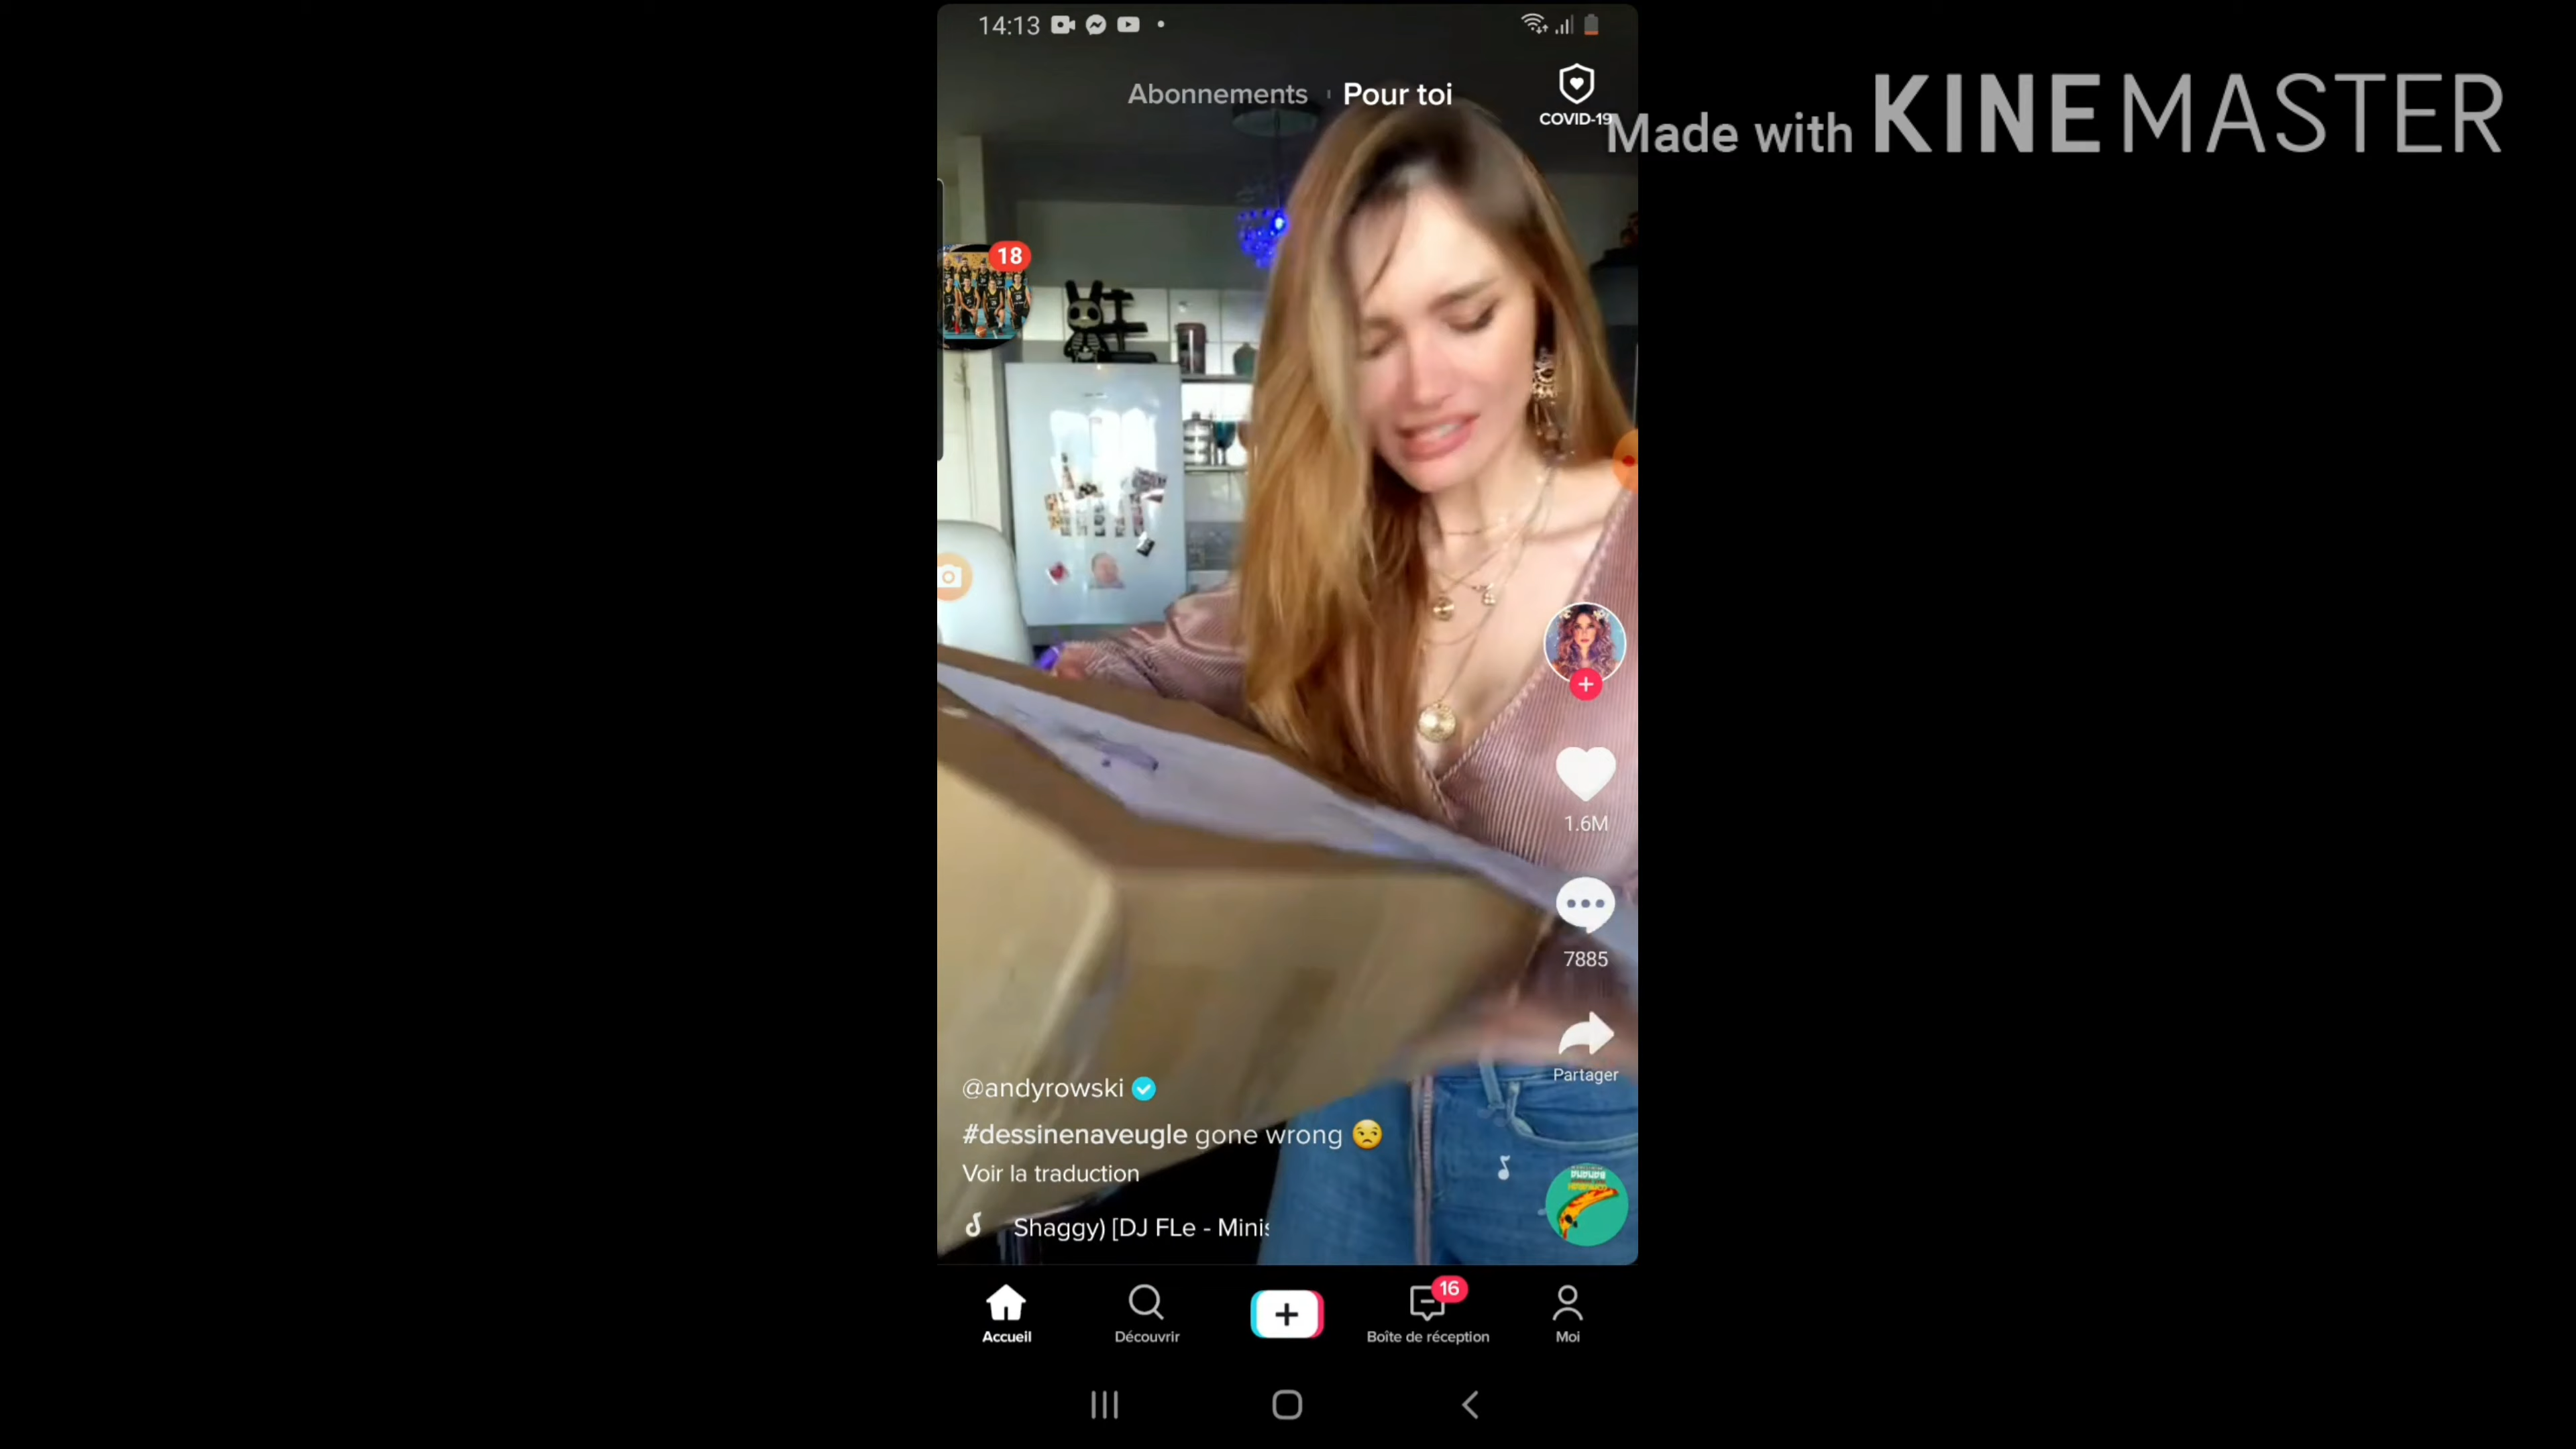 14:13
Abonnements
Pour toi
COVID-19
Made with KINEMASTER
18
1.6M
7885
Partager
@andyrowski
#dessinenaveugle gone wrong 😒
Voir la traduction
Shaggy) [DJ FLe - Minis
16
Accueil
Découvrir
Boîte de réception
Moi